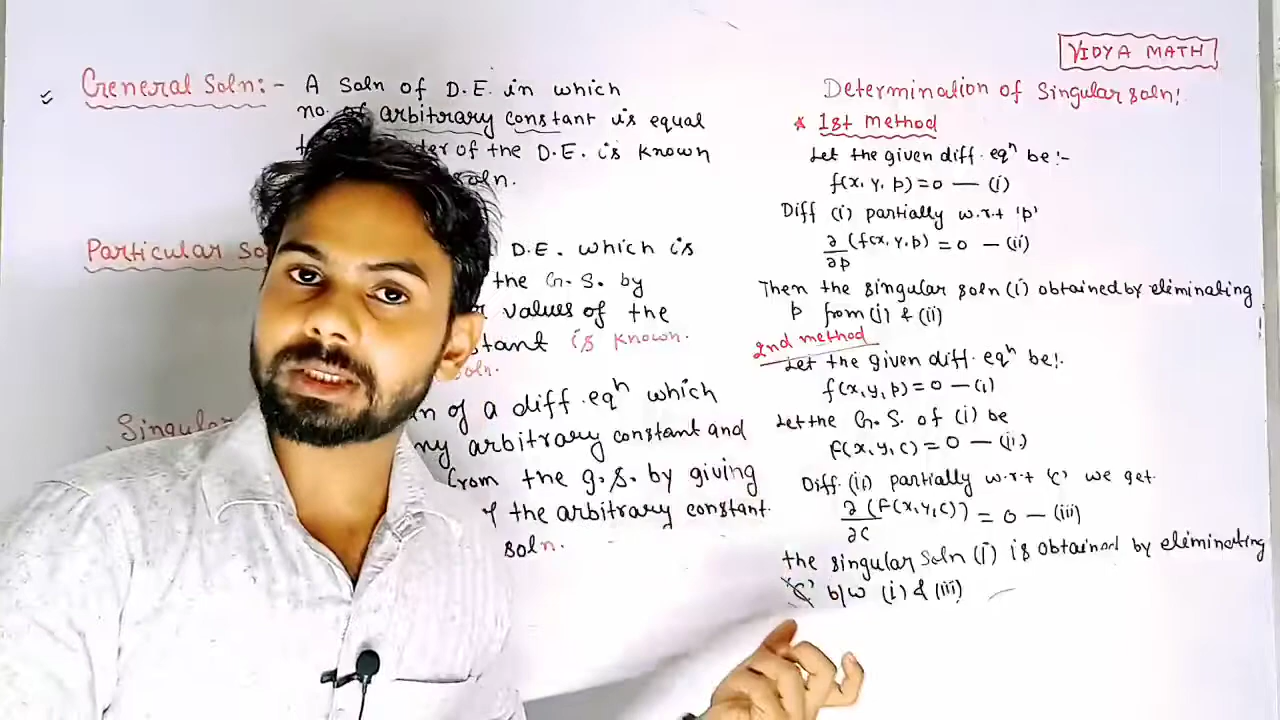 VIDYA MATH
General Soln:- A Soln of D.E. in which
no. of arbitrary constant is equal
of the D.E. is known
soln.
Particular D.E. which is
the G.S. by
values of the
is known.
soln.
Singular of a diff. eqⁿ which
arbitrary constant and
from the g.s. by giving
the arbitrary constant.
soln.
Determination of Singular soln!
* 1st method
Let the given diff. eqⁿ be:-
f(x, y, p) = 0 — (i)
Diff (i) partially w.r.t 'p'
∂/∂p (f(x, y, p) = 0 — (ii)
Then the singular soln (i) obtained by eliminating
p from (i) & (ii)
2nd method
Let the given diff. eqⁿ be!.
f(x, y, p) = 0 — (i)
Let the G.S. of (i) be
F(x, y, c) = 0 — (ii)
Diff. (ii) partially w.r.t 'c' we get.
∂/∂c (F(x, y, c)) = 0 — (iii)
the singular soln (i) is obtained by eliminating
'c' b/w (i) & (iii)